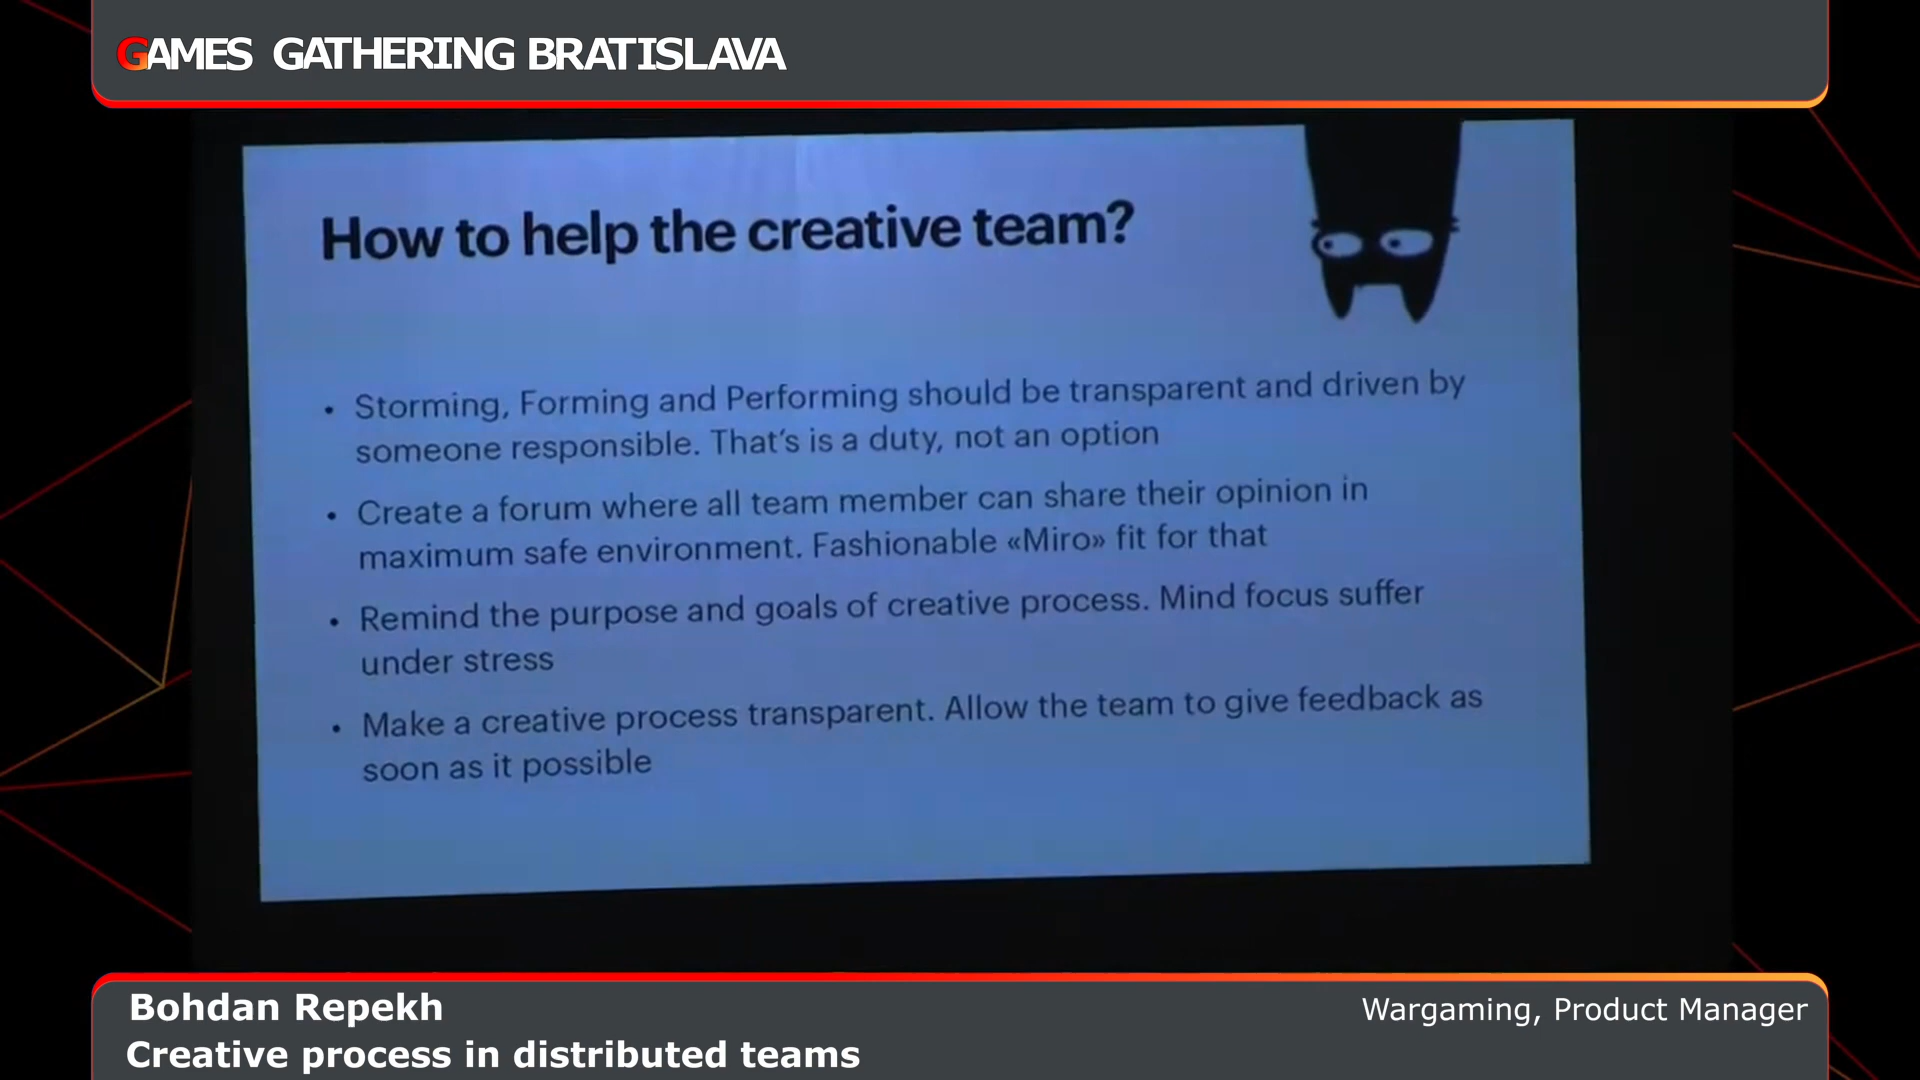 GAMES GATHERING BRATISLAVA
How to help the creative team?
• Storming, Forming and Performing should be transparent and driven by
someone responsible. That's is a duty, not an option
• Create a forum where all team member can share their opinion in
maximum safe environment. Fashionable «Miro» fit for that
• Remind the purpose and goals of creative process. Mind focus suffer
under stress
• Make a creative process transparent. Allow the team to give feedback as
soon as it possible
Bohdan Repekh
Wargaming, Product Manager
Creative process in distributed teams